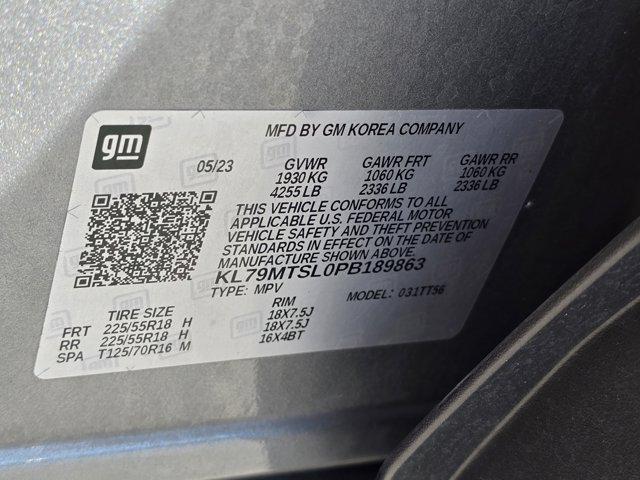 gm
MFD BY GM KOREA COMPANY
05/23 GVWR GAWR FRT GAWR RR
1930 KG 1060 KG 1060 KG
4255 LB 2336 LB 2336 LB
THIS VEHICLE CONFORMS TO ALL
APPLICABLE U.S. FEDERAL MOTOR
VEHICLE SAFETY AND THEFT PREVENTION
STANDARDS IN EFFECT ON THE DATE OF
MANUFACTURE SHOWN ABOVE.
KL79MTSL0PB189863
TYPE: MPV MODEL: 031TT56
TIRE SIZE RIM
FRT 225/55R18 H 18X7.5J
RR 225/55R18 H 18X7.5J
SPA T125/70R16 M 16X4BT